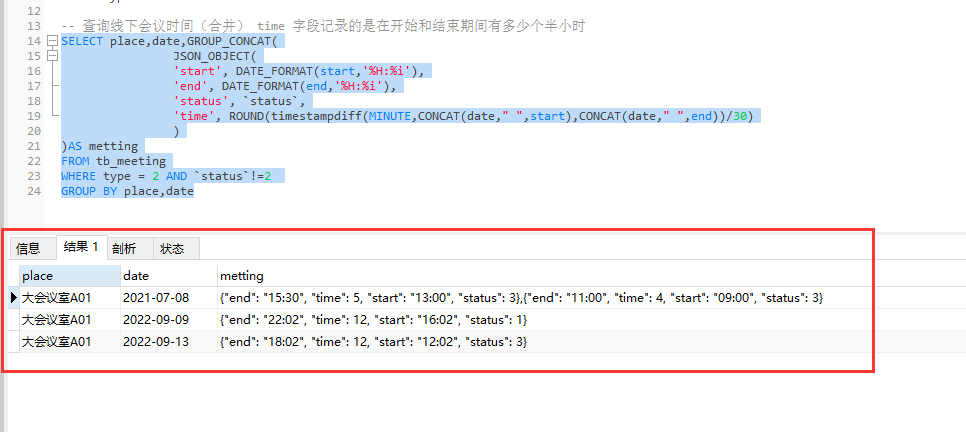 12
13 -- 查询线下会议时间（合并） time 字段记录的是在开始和结束期间有多少个半小时
14 SELECT place,date,GROUP_CONCAT(
15 JSON_OBJECT(
16 'start', DATE_FORMAT(start,'%H:%i'),
17 'end', DATE_FORMAT(end,'%H:%i'),
18 'status', `status`,
19 'time', ROUND(timestampdiff(MINUTE,CONCAT(date," ",start),CONCAT(date," ",end))/30)
20 )
21 )AS metting
22 FROM tb_meeting
23 WHERE type = 2 AND `status`!=2
24 GROUP BY place,date
信息 结果 1 剖析 状态
place date metting
大会议室A01 2021-07-08 {"end": "15:30", "time": 5, "start": "13:00", "status": 3},{"end": "11:00", "time": 4, "start": "09:00", "status": 3}
大会议室A01 2022-09-09 {"end": "22:02", "time": 12, "start": "16:02", "status": 1}
大会议室A01 2022-09-13 {"end": "18:02", "time": 12, "start": "12:02", "status": 3}